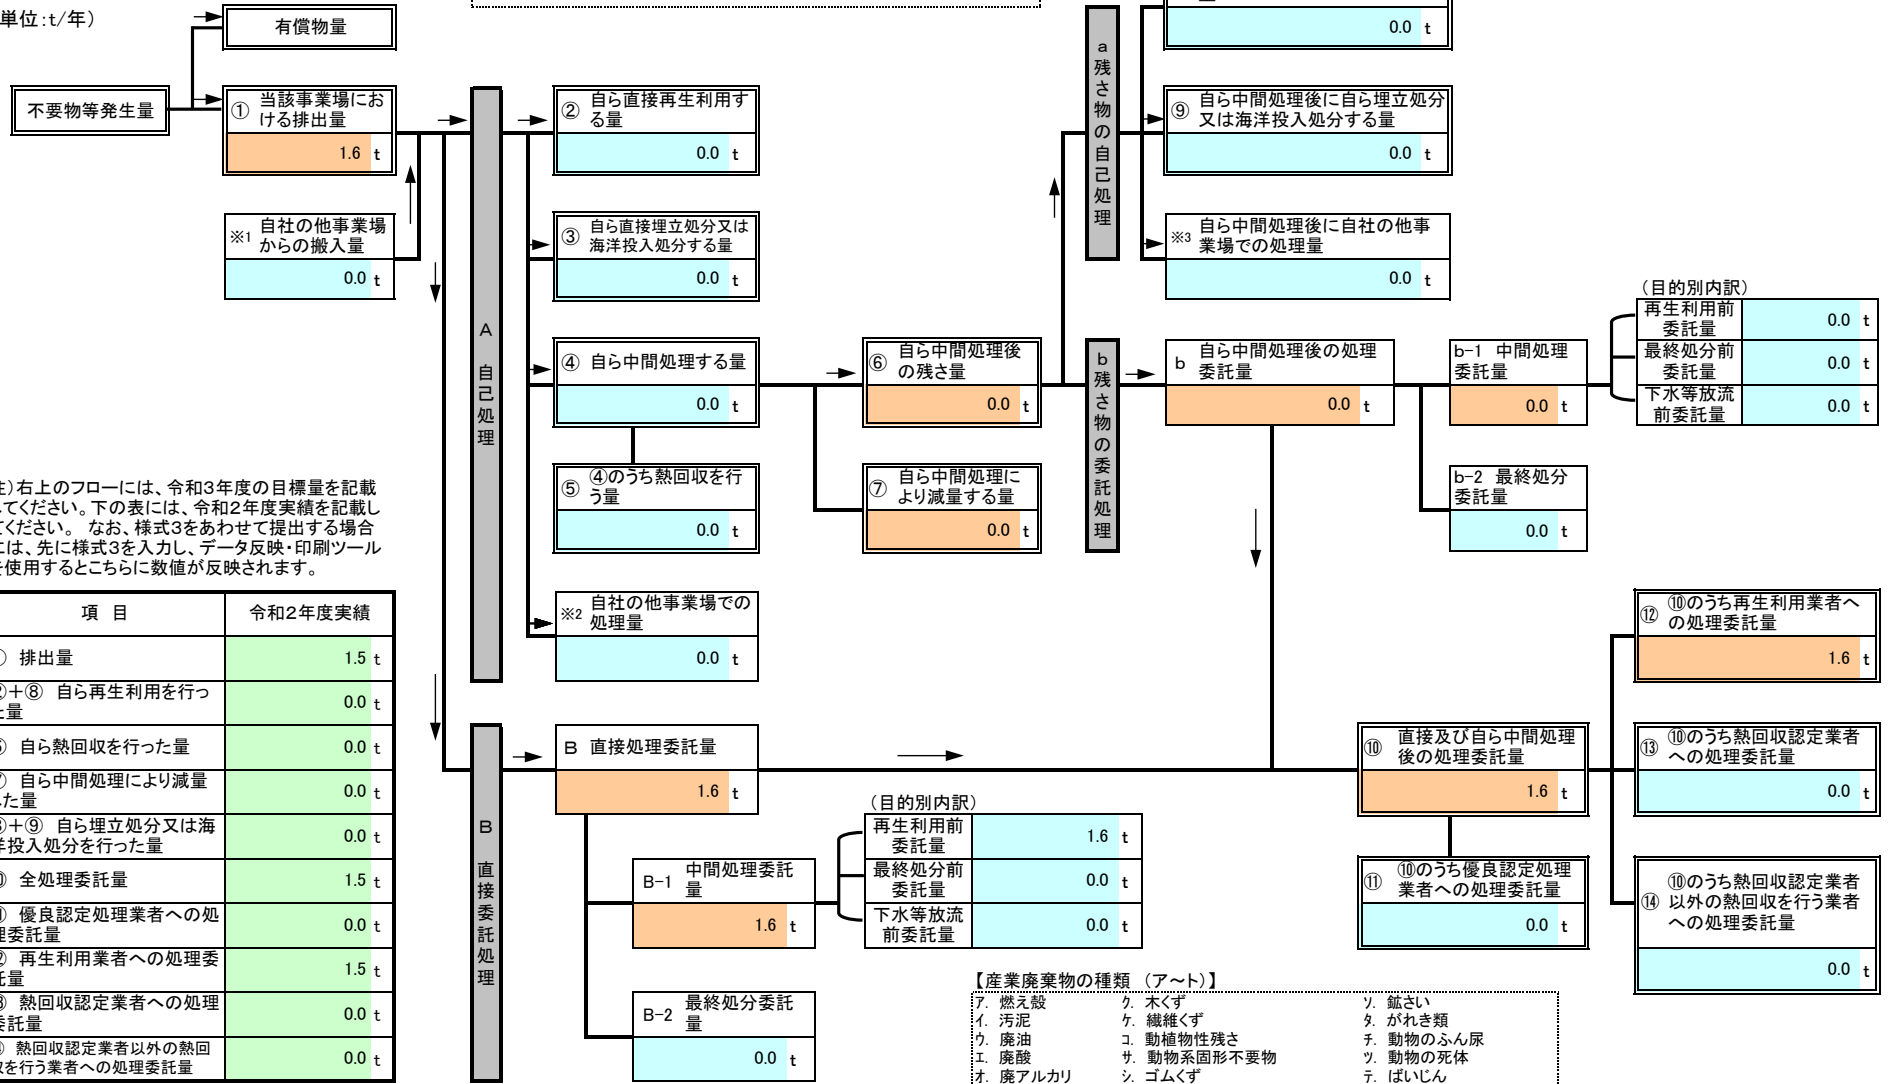 単位:t/年)
有償物量
不要物等発生量
① 当該事業場にお
ける排出量
1.6 t
※1 自社の他事業場
からの搬入量
0.0 t
A 自己処理
② 自ら直接再生利用す
る量
0.0 t
③ 自ら直接埋立処分又は
海洋投入処分する量
0.0 t
④ 自ら中間処理する量
0.0 t
⑤ ④のうち熱回収を行
う量
0.0 t
※2 自社の他事業場での
処理量
0.0 t
⑥ 自ら中間処理後
の残さ量
0.0 t
⑦ 自ら中間処理に
より減量する量
0.0 t
a 残さ物の自己処理
0.0 t
⑨ 自ら中間処理後に自ら埋立処分
又は海洋投入処分する量
0.0 t
※3 自ら中間処理後に自社の他事
業場での処理量
0.0 t
b 残さ物の委託処理
b 自ら中間処理後の処理
委託量
0.0 t
b-1 中間処理
委託量
0.0 t
b-2 最終処分
委託量
0.0 t
(目的別内訳)
再生利用前
委託量
0.0 t
最終処分前
委託量
0.0 t
下水等放流
前委託量
0.0 t
)右上のフローには、令和3年度の目標量を記載
てください。下の表には、令和2年度実績を記載し
ください。 なお、様式3をあわせて提出する場合
は、先に様式3を入力し、データ反映・印刷ツール
使用するとこちらに数値が反映されます。
項 目 令和2年度実績
排出量 1.5 t
+⑧ 自ら再生利用を行っ
量
0.0 t
自ら熱回収を行った量 0.0 t
自ら中間処理により減量
た量
0.0 t
+⑨ 自ら埋立処分又は海
投入処分を行った量
0.0 t
全処理委託量 1.5 t
優良認定処理業者への処
委託量
0.0 t
再生利用業者への処理委
量
1.5 t
熱回収認定業者への処理
託量
0.0 t
熱回収認定業者以外の熱回
を行う業者への処理委託量
0.0 t
B 直接委託処理
B 直接処理委託量
1.6 t
B-1 中間処理委託
量
1.6 t
B-2 最終処分委託
量
0.0 t
(目的別内訳)
再生利用前
委託量
1.6 t
最終処分前
委託量
0.0 t
下水等放流
前委託量
0.0 t
⑩ 直接及び自ら中間処理
後の処理委託量
1.6 t
⑪ ⑩のうち優良認定処理
業者への処理委託量
0.0 t
⑫ ⑩のうち再生利用業者へ
の処理委託量
1.6 t
⑬ ⑩のうち熱回収認定業者
への処理委託量
0.0 t
⑭ ⑩のうち熱回収認定業者
以外の熱回収を行う業者
への処理委託量
0.0 t
【産業廃棄物の種類 (ア~ト)】
ア. 燃え殻 ク. 木くず ソ. 鉱さい
イ. 汚泥 ケ. 繊維くず タ. がれき類
ウ. 廃油 コ. 動植物性残さ チ. 動物のふん尿
エ. 廃酸 サ. 動物系固形不要物 ツ. 動物の死体
オ. 廃アルカリ シ. ゴムくず テ. ばいじん